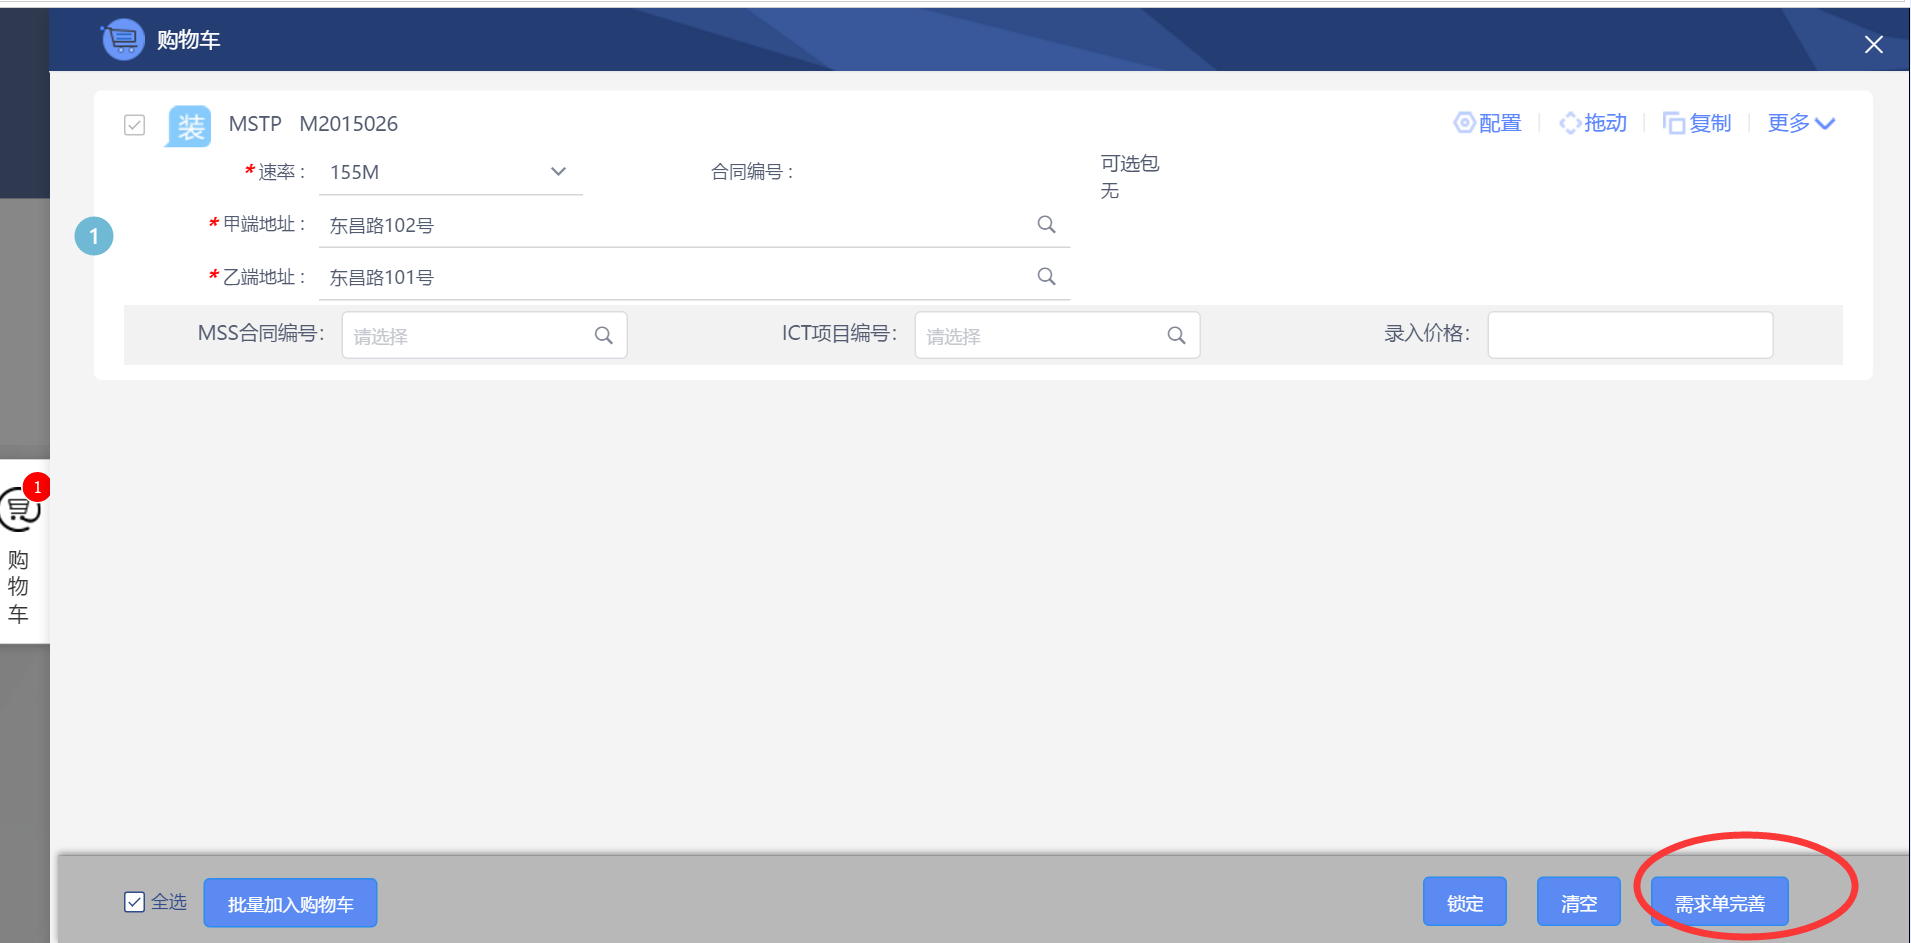 购物车
装 MSTP M2015026 配置 拖动 复制 更多
*速率： 155M 合同编号： 可选包
无
*甲端地址： 东昌路102号
1
*乙端地址： 东昌路101号
MSS合同编号： 请选择 ICT项目编号： 请选择 录入价格：
1
购
物
车
全选 批量加入购物车 锁定 清空 需求单完善